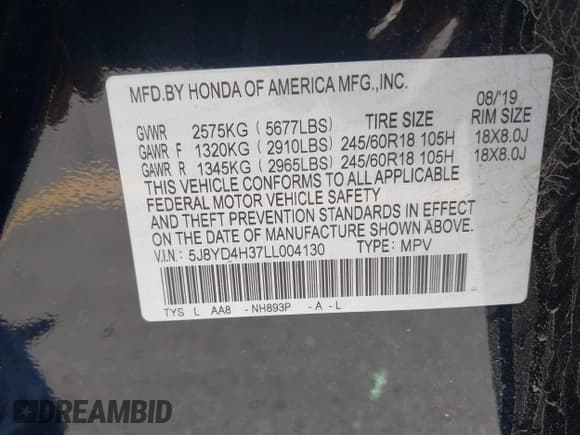 MFD.BY HONDA OF AMERICA MFG.,INC.
08/'19
GVWR 2575KG ( 5677LBS) TIRE SIZE RIM SIZE
GAWR F 1320KG ( 2910LBS) 245/60R18 105H 18X8.0J
GAWR R 1345KG ( 2965LBS) 245/60R18 105H 18X8.0J
THIS VEHICLE CONFORMS TO ALL APPLICABLE
FEDERAL MOTOR VEHICLE SAFETY
AND THEFT PREVENTION STANDARDS IN EFFECT
ON THE DATE OF MANUFACTURE SHOWN ABOVE.
V.I.N.: 5J8YD4H37LL004130 TYPE: MPV
TYS L AA8 - NH893P - A - L
DREAMBID